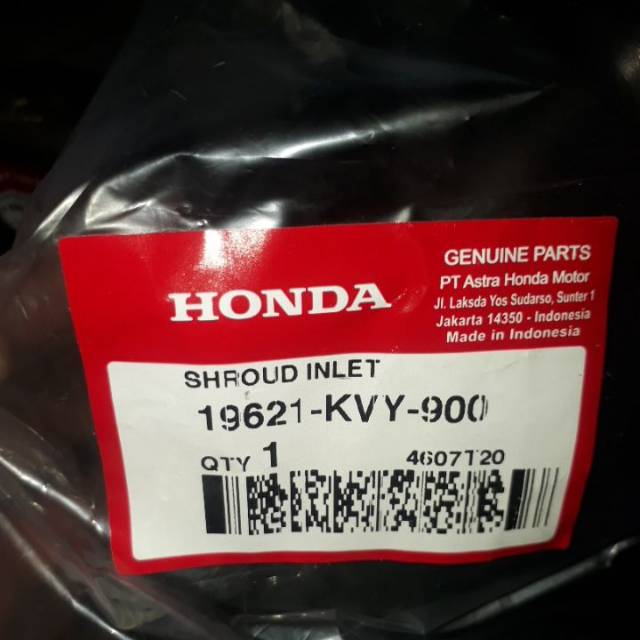 HONDA
GENUINE PARTS
PT Astra Honda Motor
Jl. Laksda Yos Sudarso, Sunter 1
Jakarta 14350 - Indonesia
Made in Indonesia
SHROUD INLET
19621-KVY-900
QTY 1 4607T20